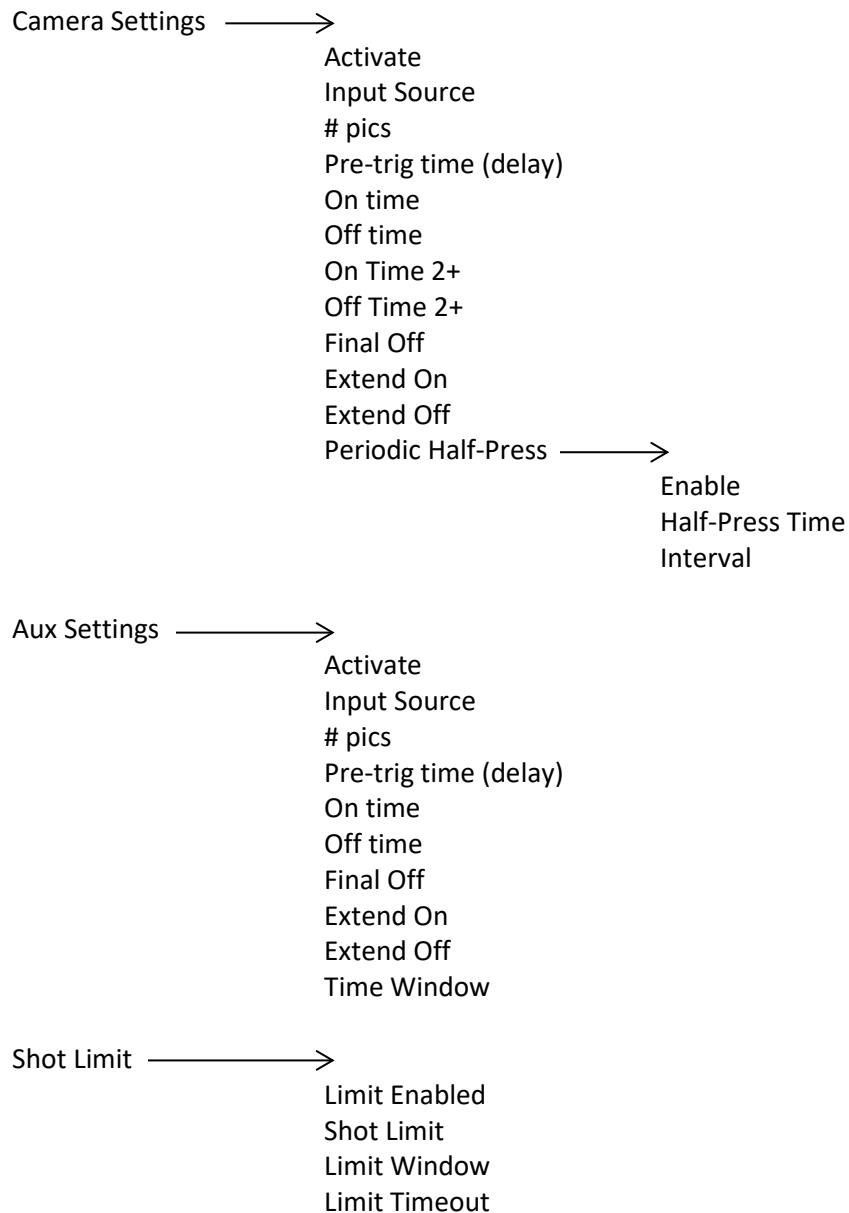 Camera Settings
Activate
Input Source
# pics
Pre-trig time (delay)
On time
Off time
On Time 2+
Off Time 2+
Final Off
Extend On
Extend Off
Periodic Half-Press
Enable
Half-Press Time
Interval
Aux Settings
Activate
Input Source
# pics
Pre-trig time (delay)
On time
Off time
Final Off
Extend On
Extend Off
Time Window
Shot Limit
Limit Enabled
Shot Limit
Limit Window
Limit Timeout